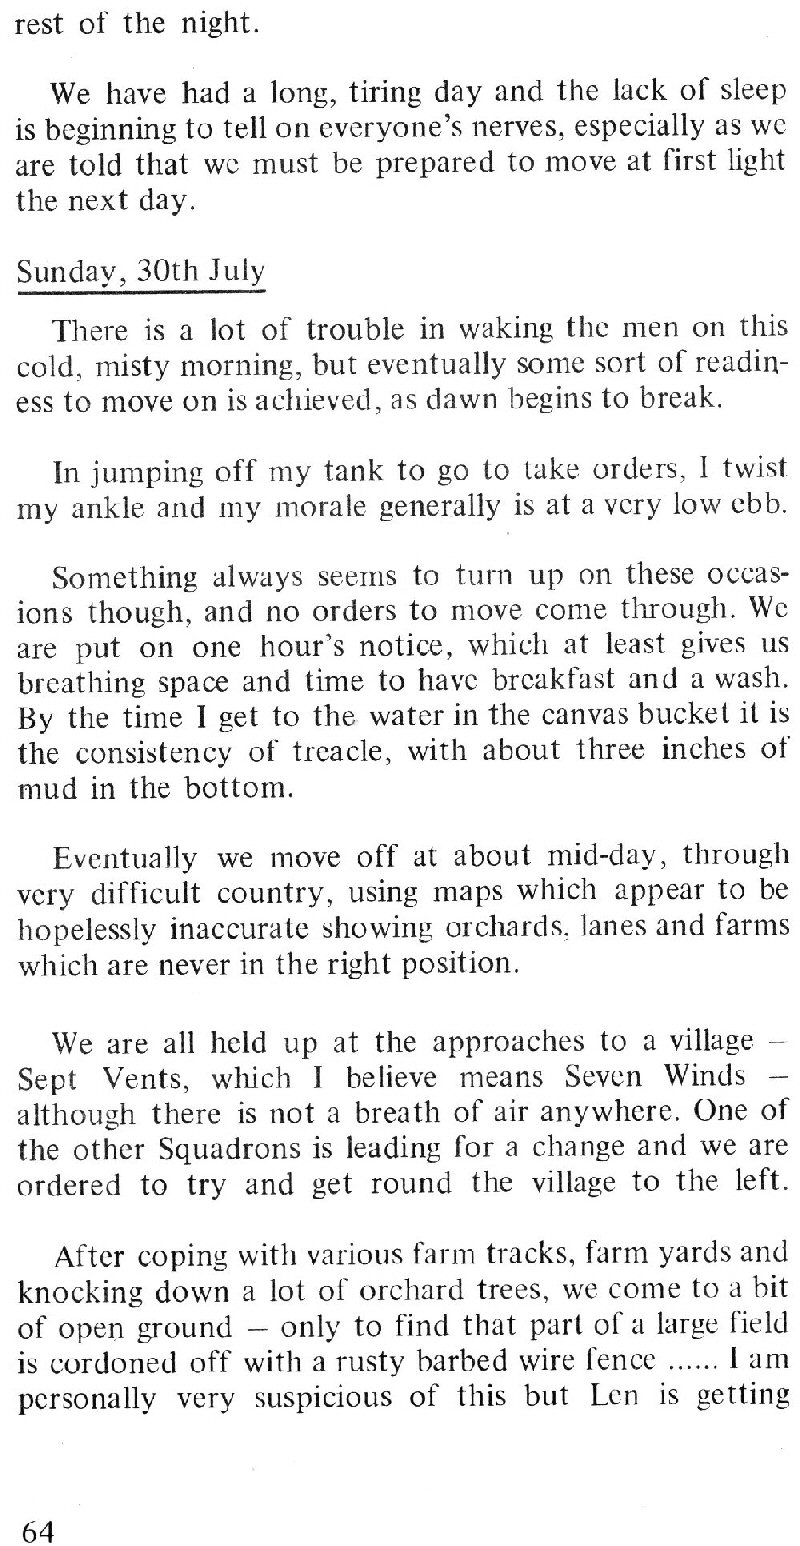 rest of the night.
We have had a long, tiring day and the lack of sleep
is beginning to tell on everyone's nerves, especially as we
are told that we must be prepared to move at first light
the next day.
Sunday, 30th July
There is a lot of trouble in waking the men on this
cold, misty morning, but eventually some sort of readin-
ess to move on is achieved, as dawn begins to break.
In jumping off my tank to go to take orders, I twist
my ankle and my morale generally is at a very low ebb.
Something always seems to turn up on these occas-
ions though, and no orders to move come through. We
are put on one hour's notice, which at least gives us
breathing space and time to have breakfast and a wash.
By the time I get to the water in the canvas bucket it is
the consistency of treacle, with about three inches of
mud in the bottom.
Eventually we move off at about mid-day, through
very difficult country, using maps which appear to be
hopelessly inaccurate showing orchards, lanes and farms
which are never in the right position.
We are all held up at the approaches to a village –
Sept Vents, which I believe means Seven Winds –
although there is not a breath of air anywhere. One of
the other Squadrons is leading for a change and we are
ordered to try and get round the village to the left.
After coping with various farm tracks, farm yards and
knocking down a lot of orchard trees, we come to a bit
of open ground – only to find that part of a large field
is cordoned off with a rusty barbed wire fence ...... I am
personally very suspicious of this but Len is getting
64